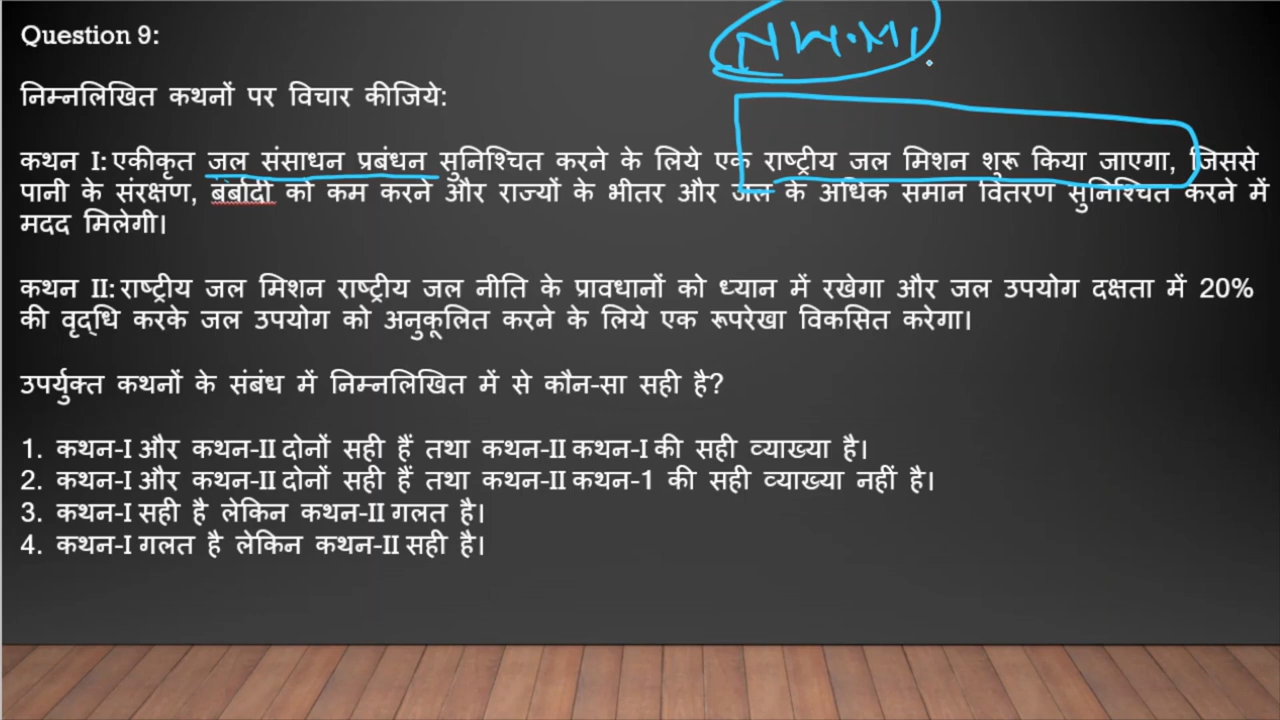 Question 9:
N W.M,
निम्नलिखित कथनों पर विचार कीजिये:
कथन I: एकीकृत जल संसाधन प्रबंधन सुनिश्चित करने के लिये एक राष्ट्रीय जल मिशन शुरू किया जाएगा, जिससे
पानी के संरक्षण, बर्बादी को कम करने और राज्यों के भीतर और जल के अधिक समान वितरण सुनिश्चित करने में
मदद मिलेगी।
कथन II: राष्ट्रीय जल मिशन राष्ट्रीय जल नीति के प्रावधानों को ध्यान में रखेगा और जल उपयोग दक्षता में 20%
की वृद्धि करके जल उपयोग को अनुकूलित करने के लिये एक रूपरेखा विकसित करेगा।
उपर्युक्त कथनों के संबंध में निम्नलिखित में से कौन-सा सही है?
1. कथन-I और कथन-II दोनों सही हैं तथा कथन-II कथन-I की सही व्याख्या है।
2. कथन-I और कथन-II दोनों सही हैं तथा कथन-II कथन-1 की सही व्याख्या नहीं है।
3. कथन-I सही है लेकिन कथन-II गलत है।
4. कथन-I गलत है लेकिन कथन-II सही है।